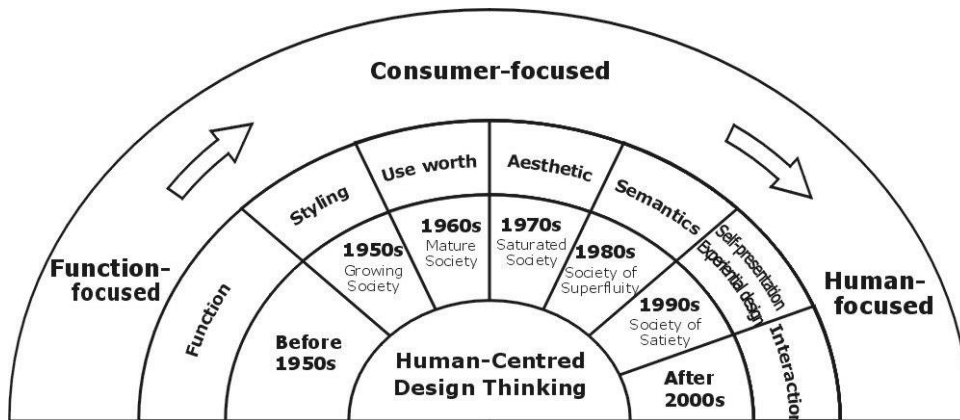 Consumer-focused
Function-
focused
Human-
focused
Function
Styling
Use worth
Aesthetic
Semantics
Self-presentation
Experiential design
Interaction
Before
1950s
1950s
Growing
Society
1960s
Mature
Society
1970s
Saturated
Society
1980s
Society of
Superfluity
1990s
Society of
Satiety
After
2000s
Human-Centred
Design Thinking